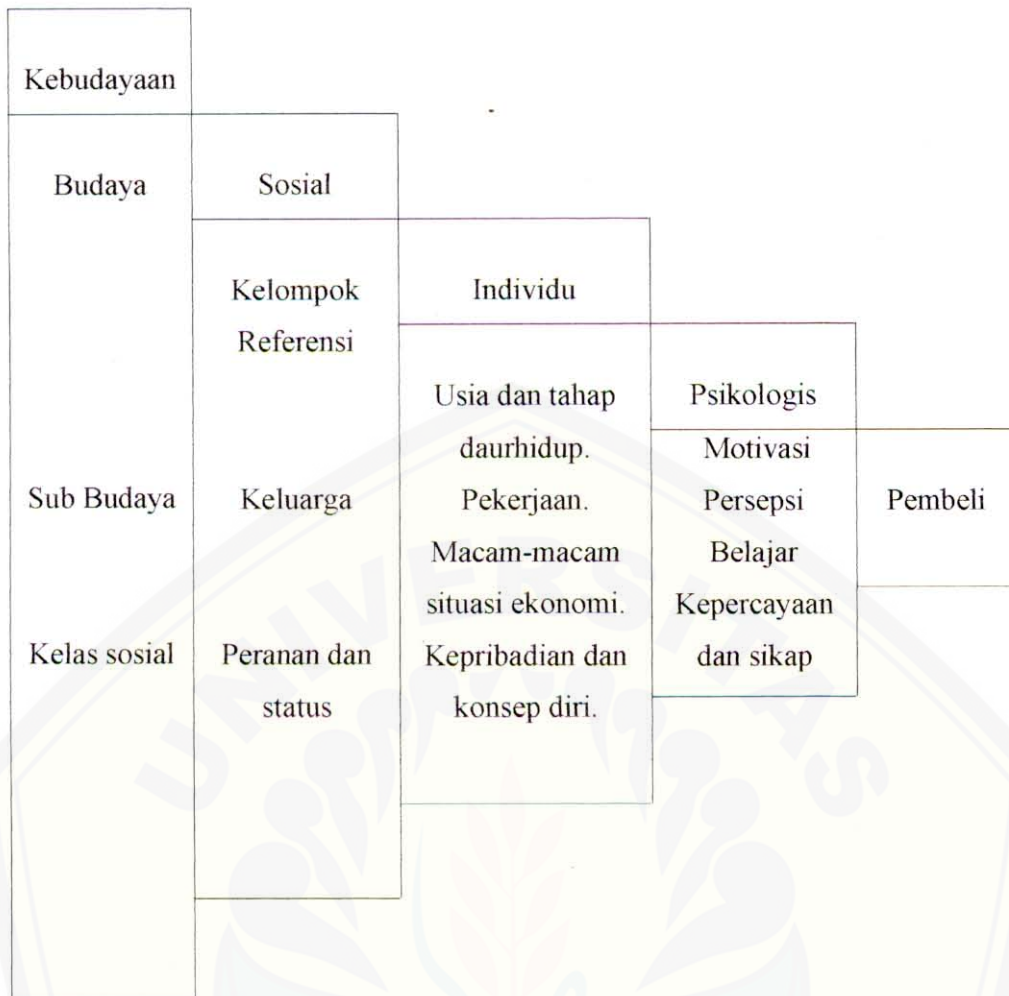 Kebudayaan
Budaya
Sub Budaya
Kelas sosial
Sosial
Kelompok
Referensi
Keluarga
Peranan dan
status
Individu
Usia dan tahap
daurhidup.
Pekerjaan.
Macam-macam
situasi ekonomi.
Kepribadian dan
konsep diri.
Psikologis
Motivasi
Persepsi
Belajar
Kepercayaan
dan sikap
Pembeli
UNIVERSITAS